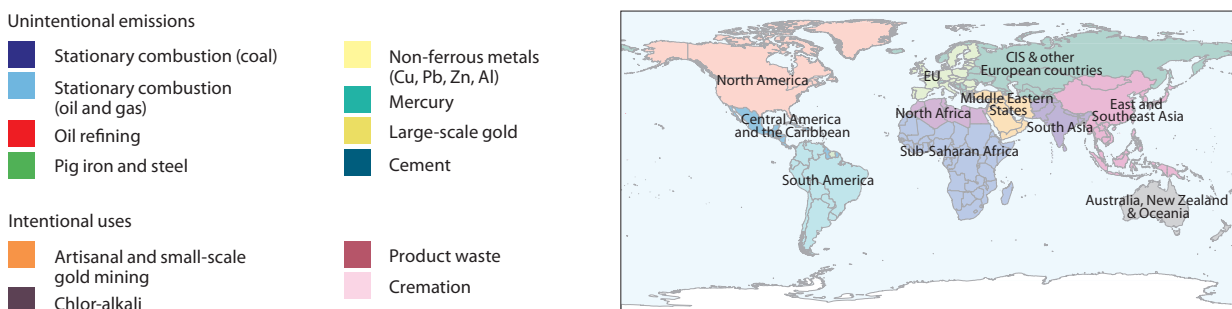 Unintentional emissions
Stationary combustion (coal)
Stationary combustion
(oil and gas)
Oil refining
Pig iron and steel
Non-ferrous metals
(Cu, Pb, Zn, Al)
Mercury
Large-scale gold
Cement
Intentional uses
Artisanal and small-scale
gold mining
Chlor-alkali
Product waste
Cremation
North America
Central America
and the Caribbean
South America
EU
CIS & other
European countries
Middle Eastern
States
North Africa
Sub-Saharan Africa
South Asia
East and
Southeast Asia
Australia, New Zealand
& Oceania